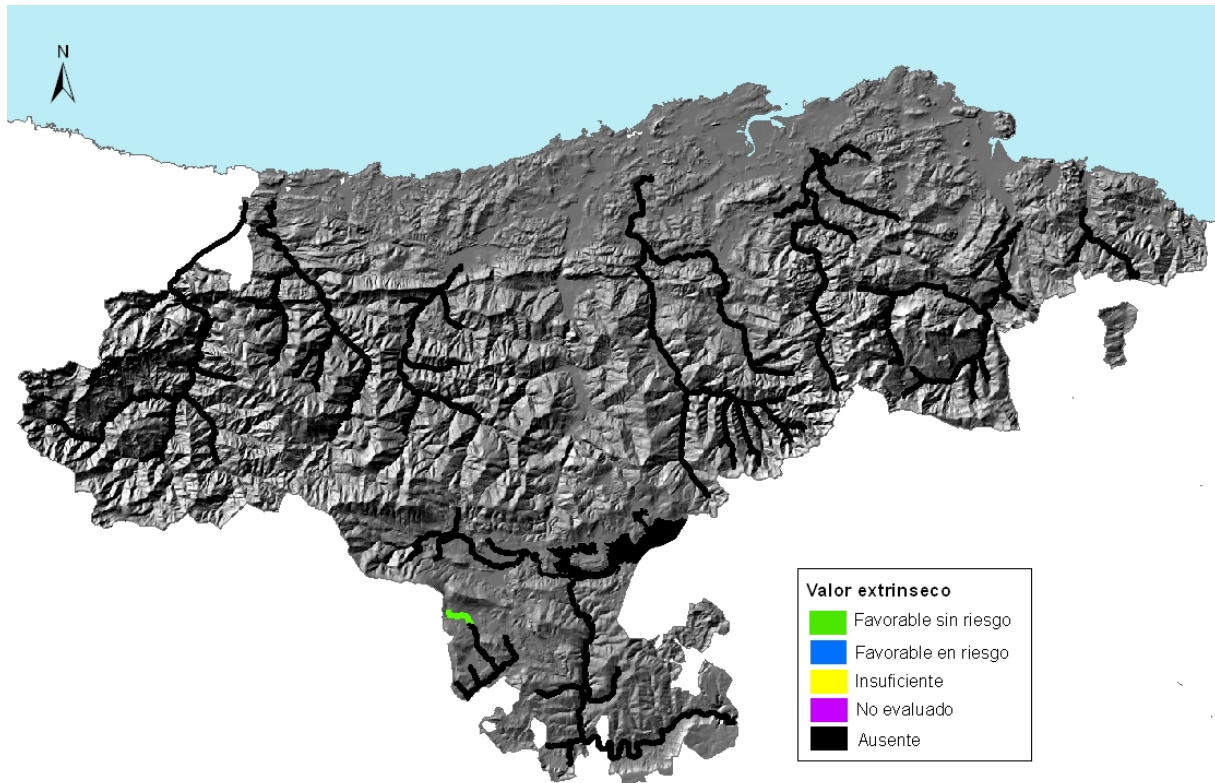 N
Valor extrinseco
Favorable sin riesgo
Favorable en riesgo
Insuficiente
No evaluado
Ausente